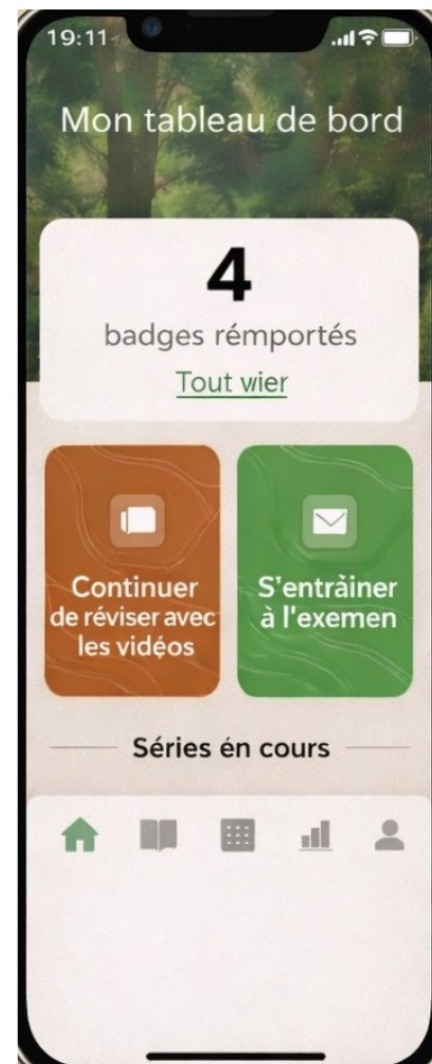 19:11
Mon tableau de bord
4
badges rémportés
Tout wier
Continuer
de réviser avec
les vidéos
S'entràiner
à l'exemen
Séries én cours